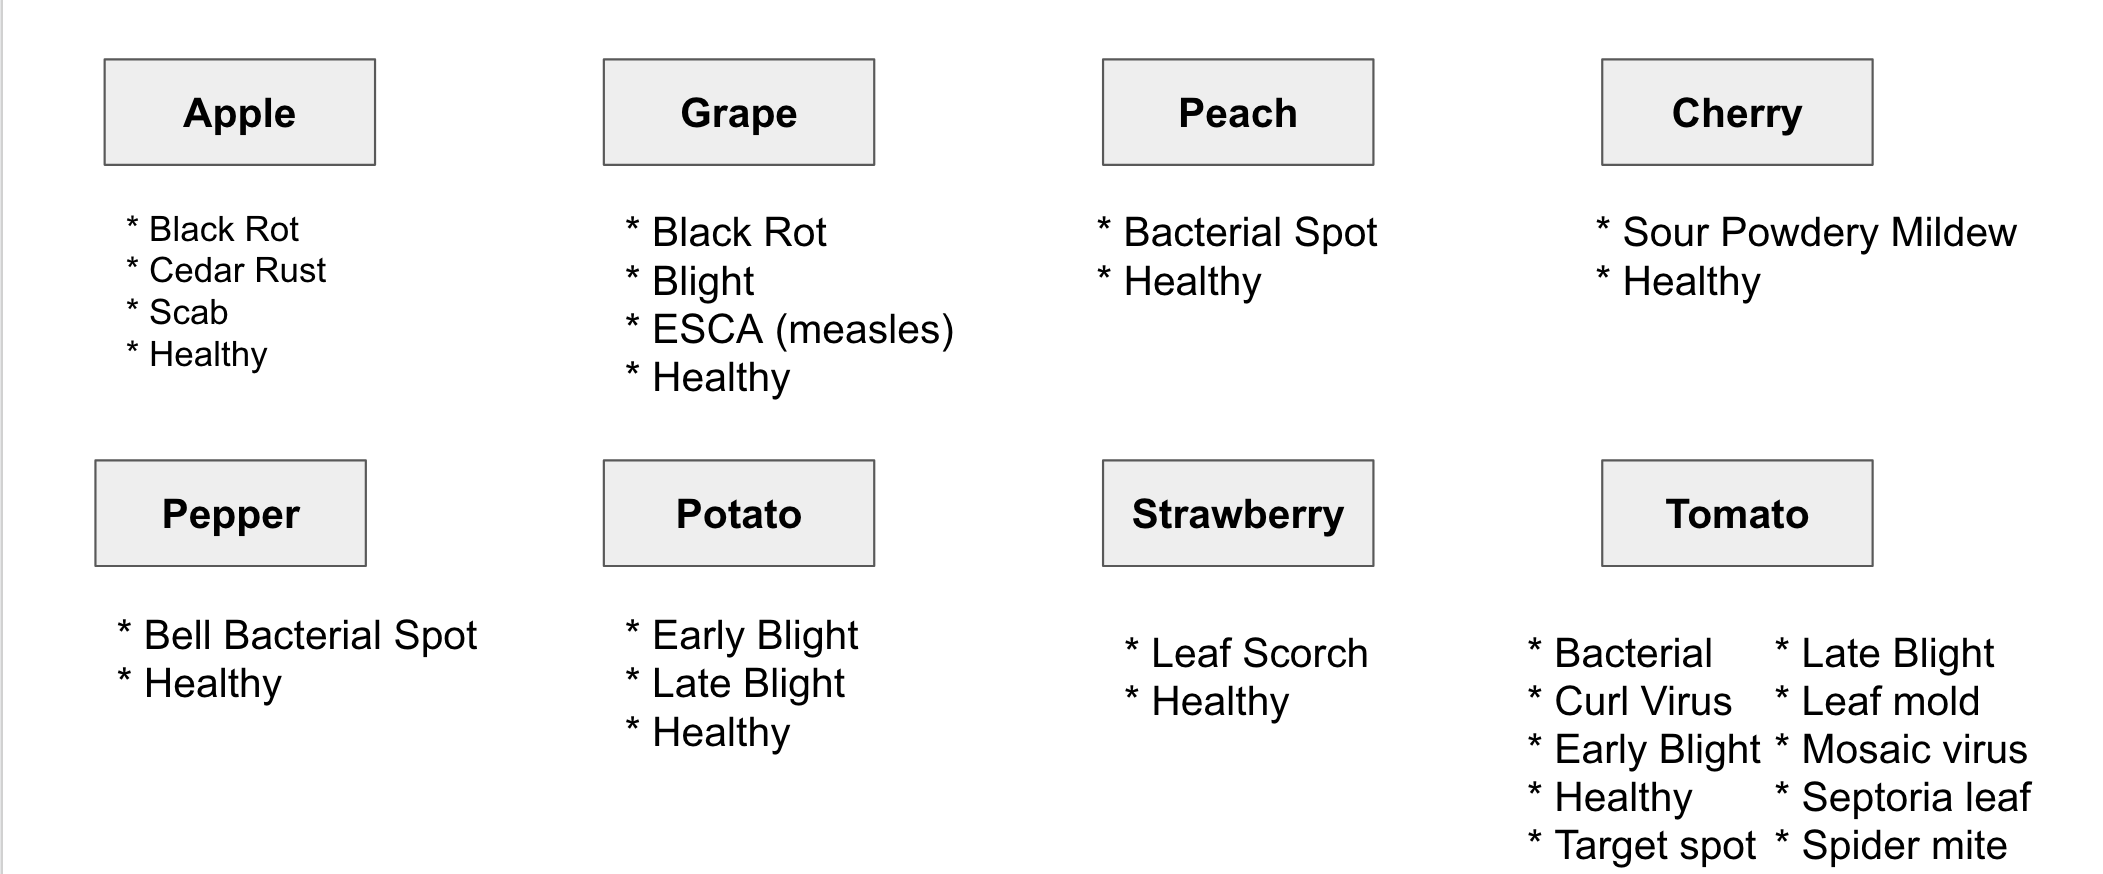 Apple
* Black Rot
* Cedar Rust
* Scab
* Healthy
Grape
* Black Rot
* Blight
* ESCA (measles)
* Healthy
Peach
* Bacterial Spot
* Healthy
Cherry
* Sour Powdery Mildew
* Healthy
Pepper
* Bell Bacterial Spot
* Healthy
Potato
* Early Blight
* Late Blight
* Healthy
Strawberry
* Leaf Scorch
* Healthy
Tomato
* Bacterial
* Curl Virus
* Early Blight
* Healthy
* Target spot
* Late Blight
* Leaf mold
* Mosaic virus
* Septoria leaf
* Spider mite